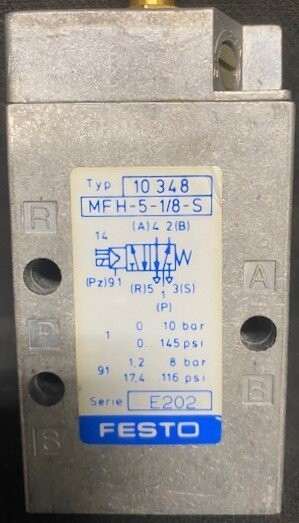 Typ 10 348
MFH-5-1/8-S
(A)4 2(B)
14
(Pz)91 (R)5 3(S)
1
(P)
R
A
P
B
S
1 0 10 bar
0 145 psi
91 1,2 8 bar
17,4 116 psi
Serie E202
FESTO